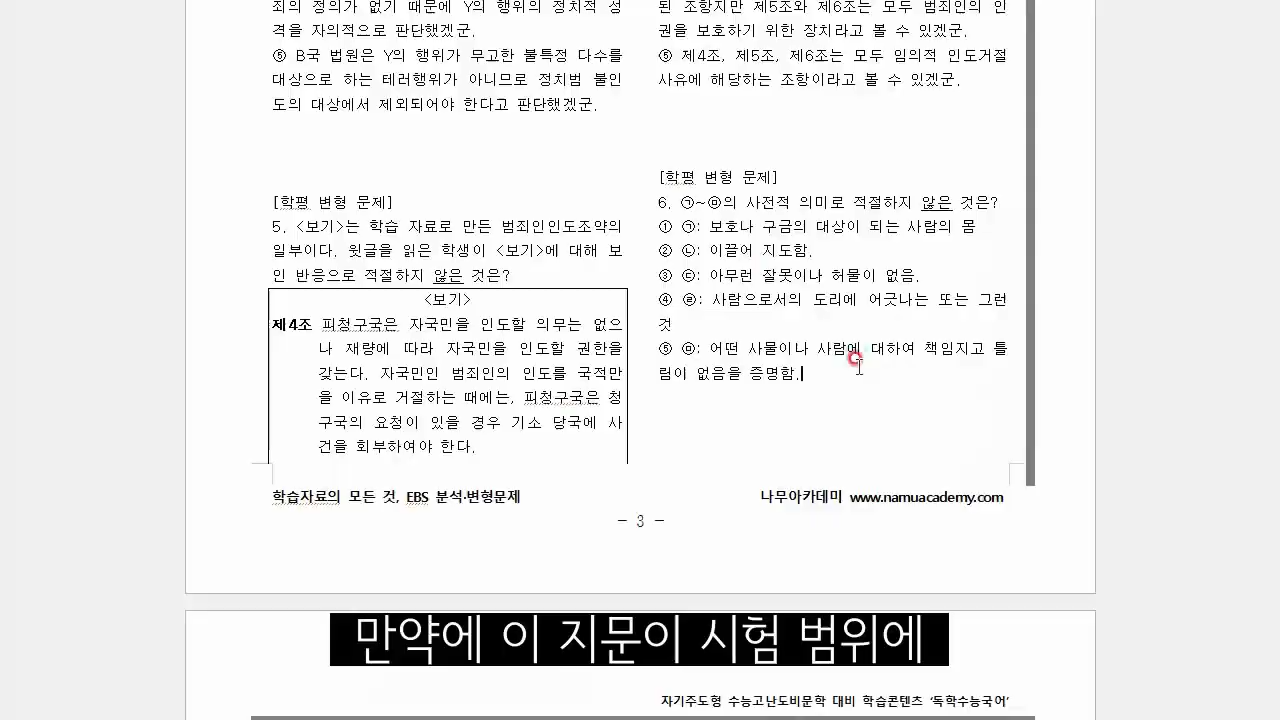 죄의 정의가 없기 때문에 Y의 행위의 정치적 성
격을 자의적으로 판단했겠군.
⑤ B국 법원은 Y의 행위가 무고한 불특정 다수를
대상으로 하는 테러행위가 아니므로 정치범 불인
도의 대상에서 제외되어야 한다고 판단했겠군.
[학평 변형 문제]
5. <보기>는 학습 자료로 만든 범죄인인도조약의
일부이다. 윗글을 읽은 학생이 <보기>에 대해 보
인 반응으로 적절하지 않은 것은?
<보기>
제4조 피청구국은 자국민을 인도할 의무는 없으
나 재량에 따라 자국민을 인도할 권한을
갖는다. 자국민인 범죄인의 인도를 국적만
을 이유로 거절하는 때에는, 피청구국은 청
구국의 요청이 있을 경우 기소 당국에 사
건을 회부하여야 한다.
된 조항지만 제5조와 제6조는 모두 범죄인의 인
권을 보호하기 위한 장치라고 볼 수 있겠군.
⑤ 제4조, 제5조, 제6조는 모두 임의적 인도거절
사유에 해당하는 조항이라고 볼 수 있겠군.
[학평 변형 문제]
6. ㉠~㉤의 사전적 의미로 적절하지 않은 것은?
① ㉠: 보호나 구금의 대상이 되는 사람의 몸
② ㉡: 이끌어 지도함.
③ ㉢: 아무런 잘못이나 허물이 없음.
④ ㉣: 사람으로서의 도리에 어긋나는 또는 그런
것
⑤ ㉤: 어떤 사물이나 사람에 대하여 책임지고 틀
림이 없음을 증명함.
학습자료의 모든 것, EBS 분석·변형문제
나무아카데미 www.namuacademy.com
- 3 -
만약에 이 지문이 시험 범위에
자기주도형 수능고난도비문학 대비 학습콘텐츠 '독학수능국어'